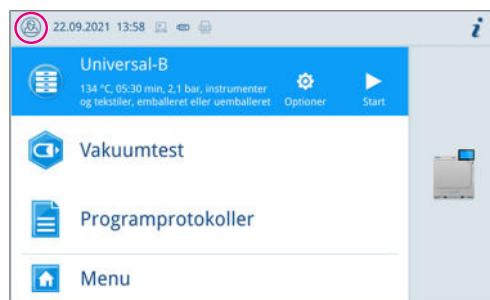 22.09.2021 13:58
i
Universal-B
134 °C, 05:30 min, 2,1 bar, instrumenter
og tekstiler, emballeret eller uemballeret
Optioner
Start
Vakuumtest
Programprotokoller
Menu